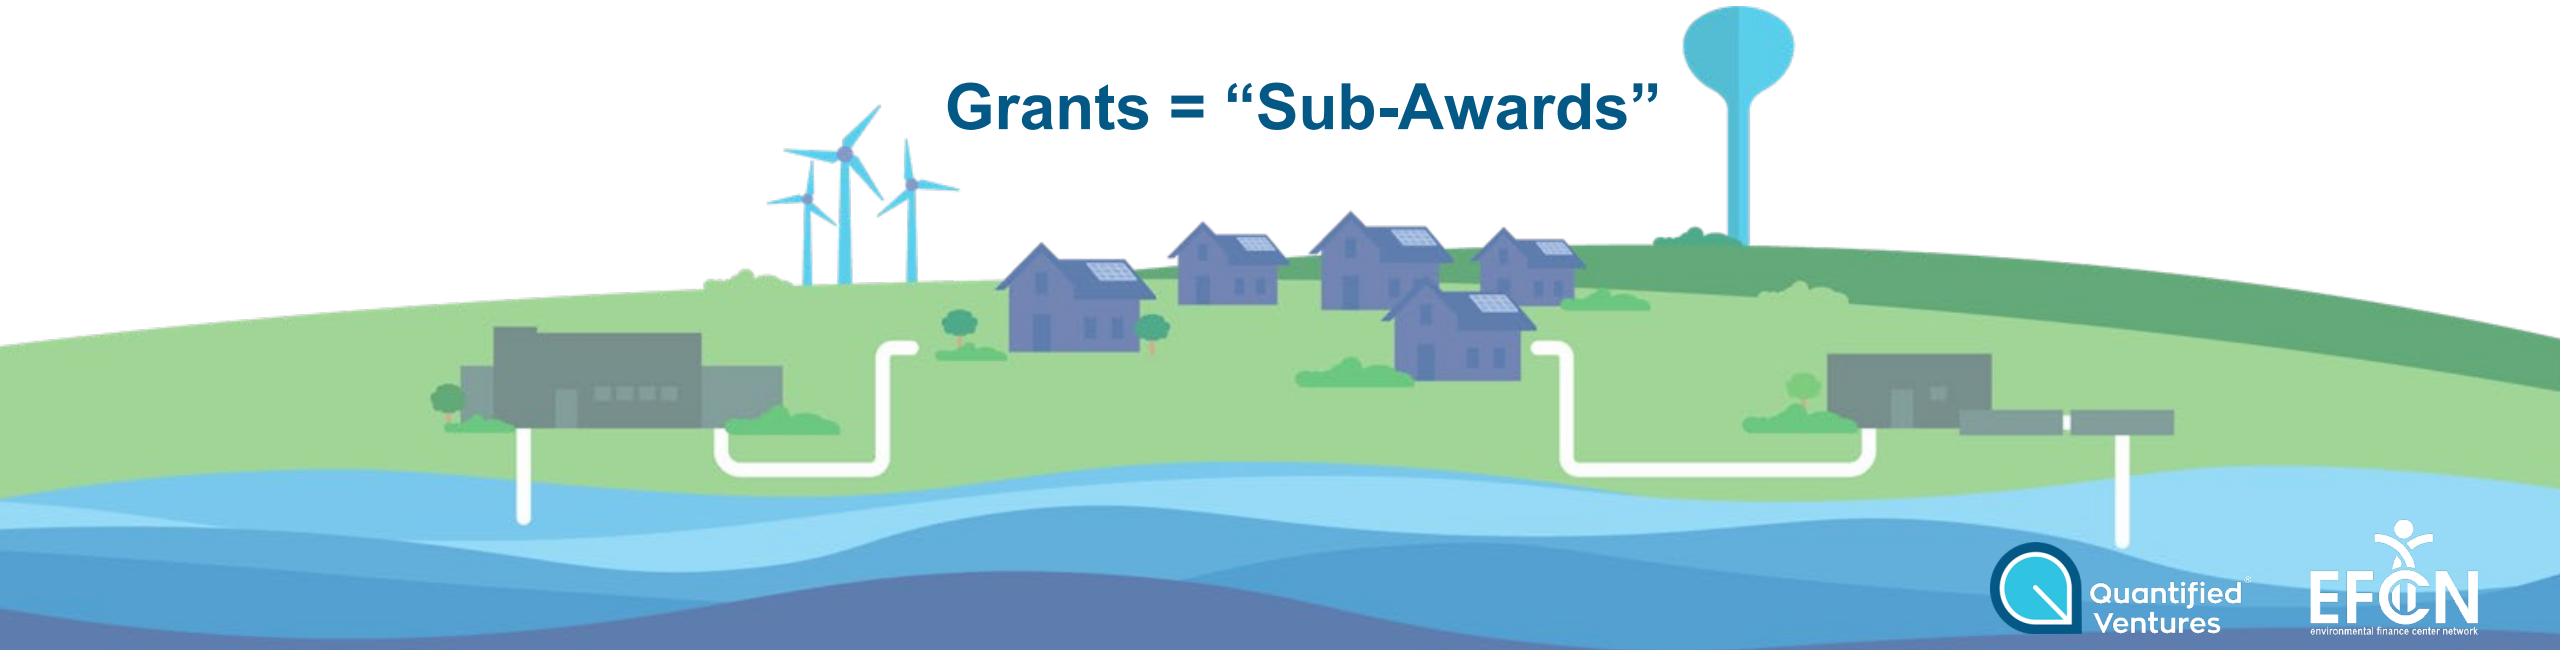 Grants = “Sub-Awards”
Quantified®
Ventures
EFCN
environmental finance center network